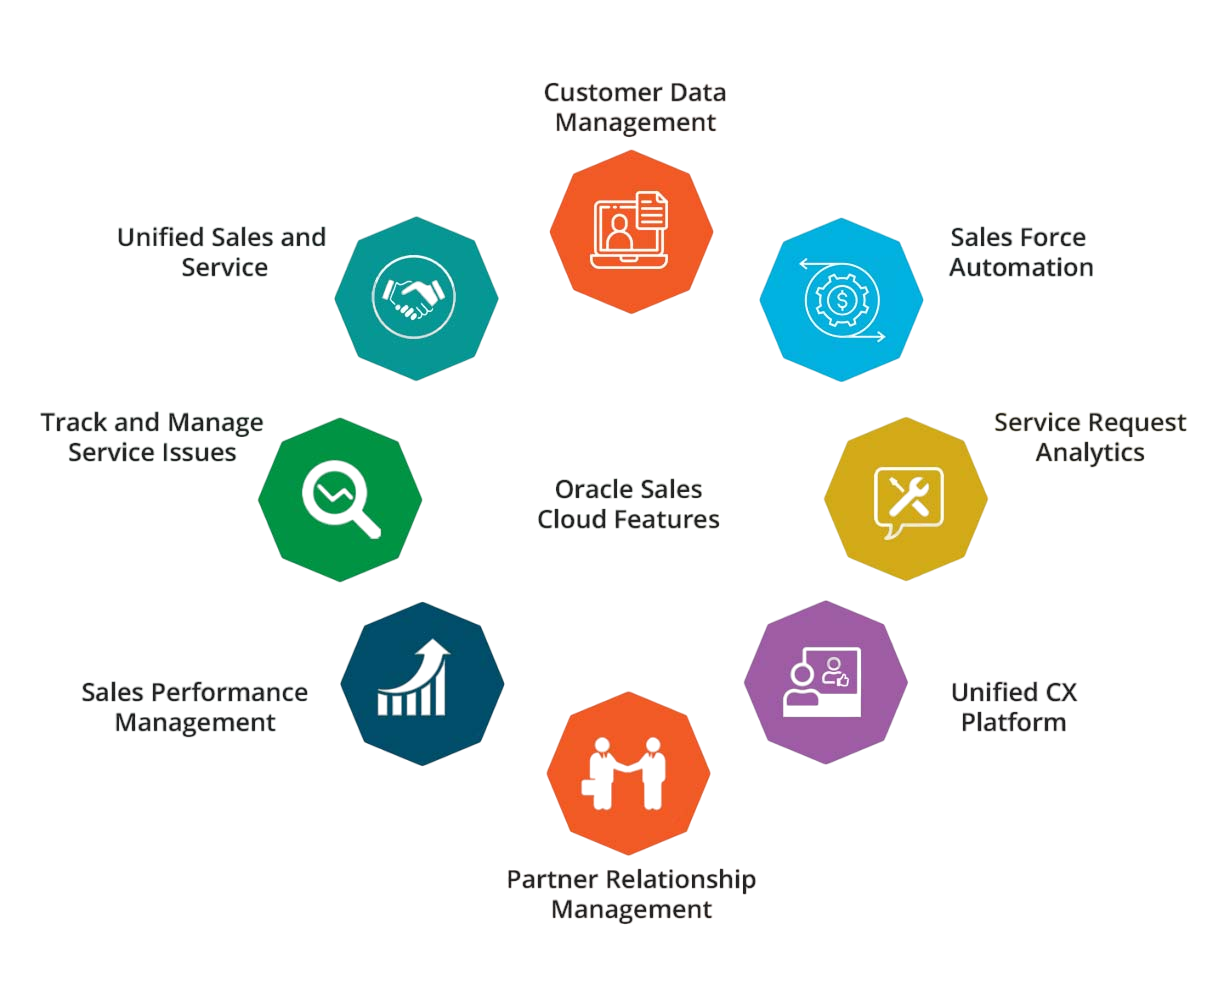 Customer Data
Management
Unified Sales and
Service
Sales Force
Automation
Track and Manage
Service Issues
Service Request
Analytics
Oracle Sales
Cloud Features
$
Sales Performance
Management
Unified CX
Platform
Partner Relationship
Management